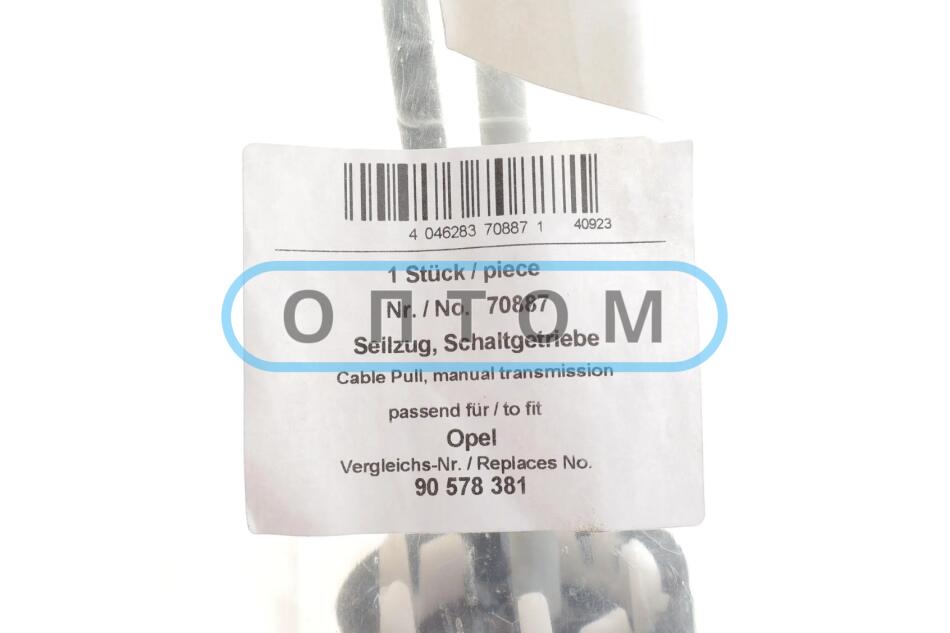 4 046283 70887 1 40923
1 Stück / piece
Nr. / No. 70887
ОПТОМ
Seilzug, Schaltgetriebe
Cable Pull, manual transmission
passend für / to fit
Opel
Vergleichs-Nr. / Replaces No.
90 578 381